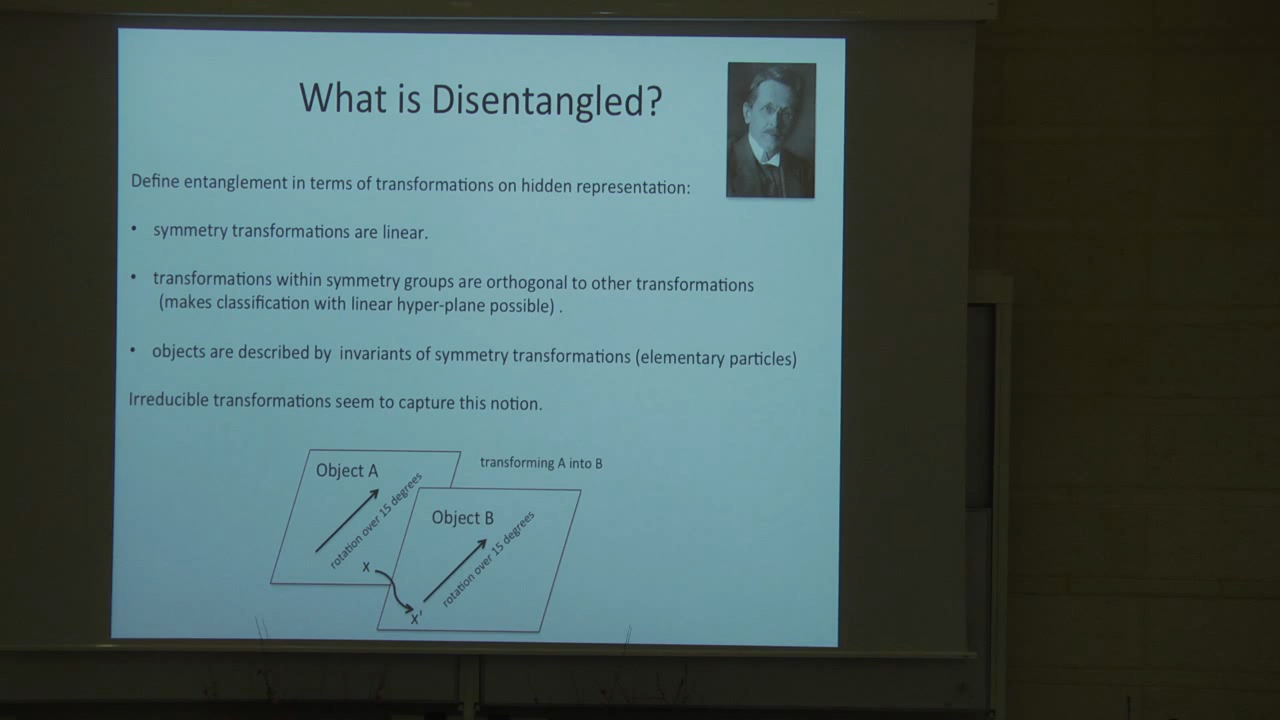 What is Disentangled?
Define entanglement in terms of transformations on hidden representation:
• symmetry transformations are linear.
• transformations within symmetry groups are orthogonal to other transformations
(makes classification with linear hyper-plane possible) .
• objects are described by invariants of symmetry transformations (elementary particles)
Irreducible transformations seem to capture this notion.
Object A
rotation over 15 degrees
transforming A into B
Object B
rotation over 15 degrees
x
x'